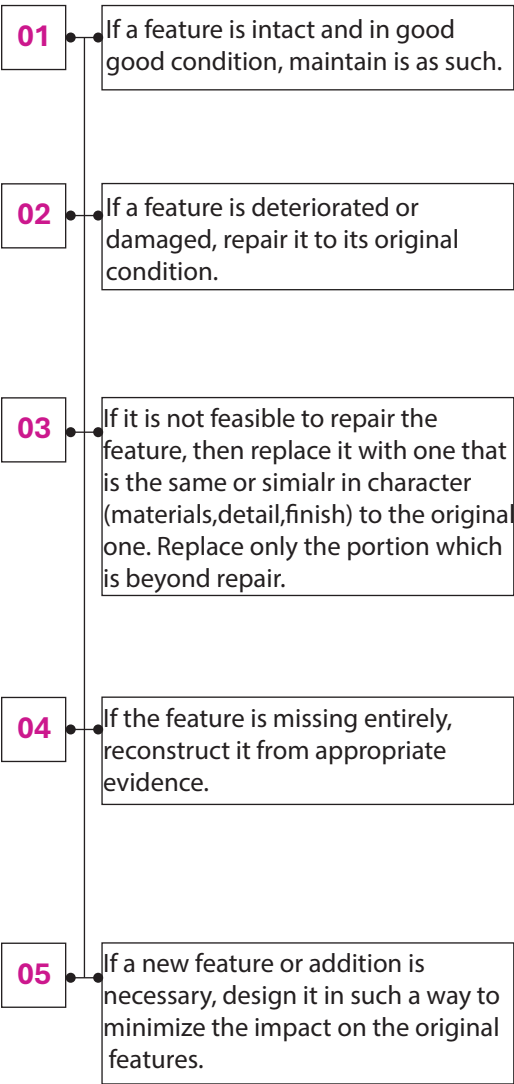 01
If a feature is intact and in good
good condition, maintain is as such.
02
If a feature is deteriorated or
damaged, repair it to its original
condition.
03
If it is not feasible to repair the
feature, then replace it with one that
is the same or simialr in character
(materials,detail,finish) to the original
one. Replace only the portion which
is beyond repair.
04
If the feature is missing entirely,
reconstruct it from appropriate
evidence.
05
If a new feature or addition is
necessary, design it in such a way to
minimize the impact on the original
features.